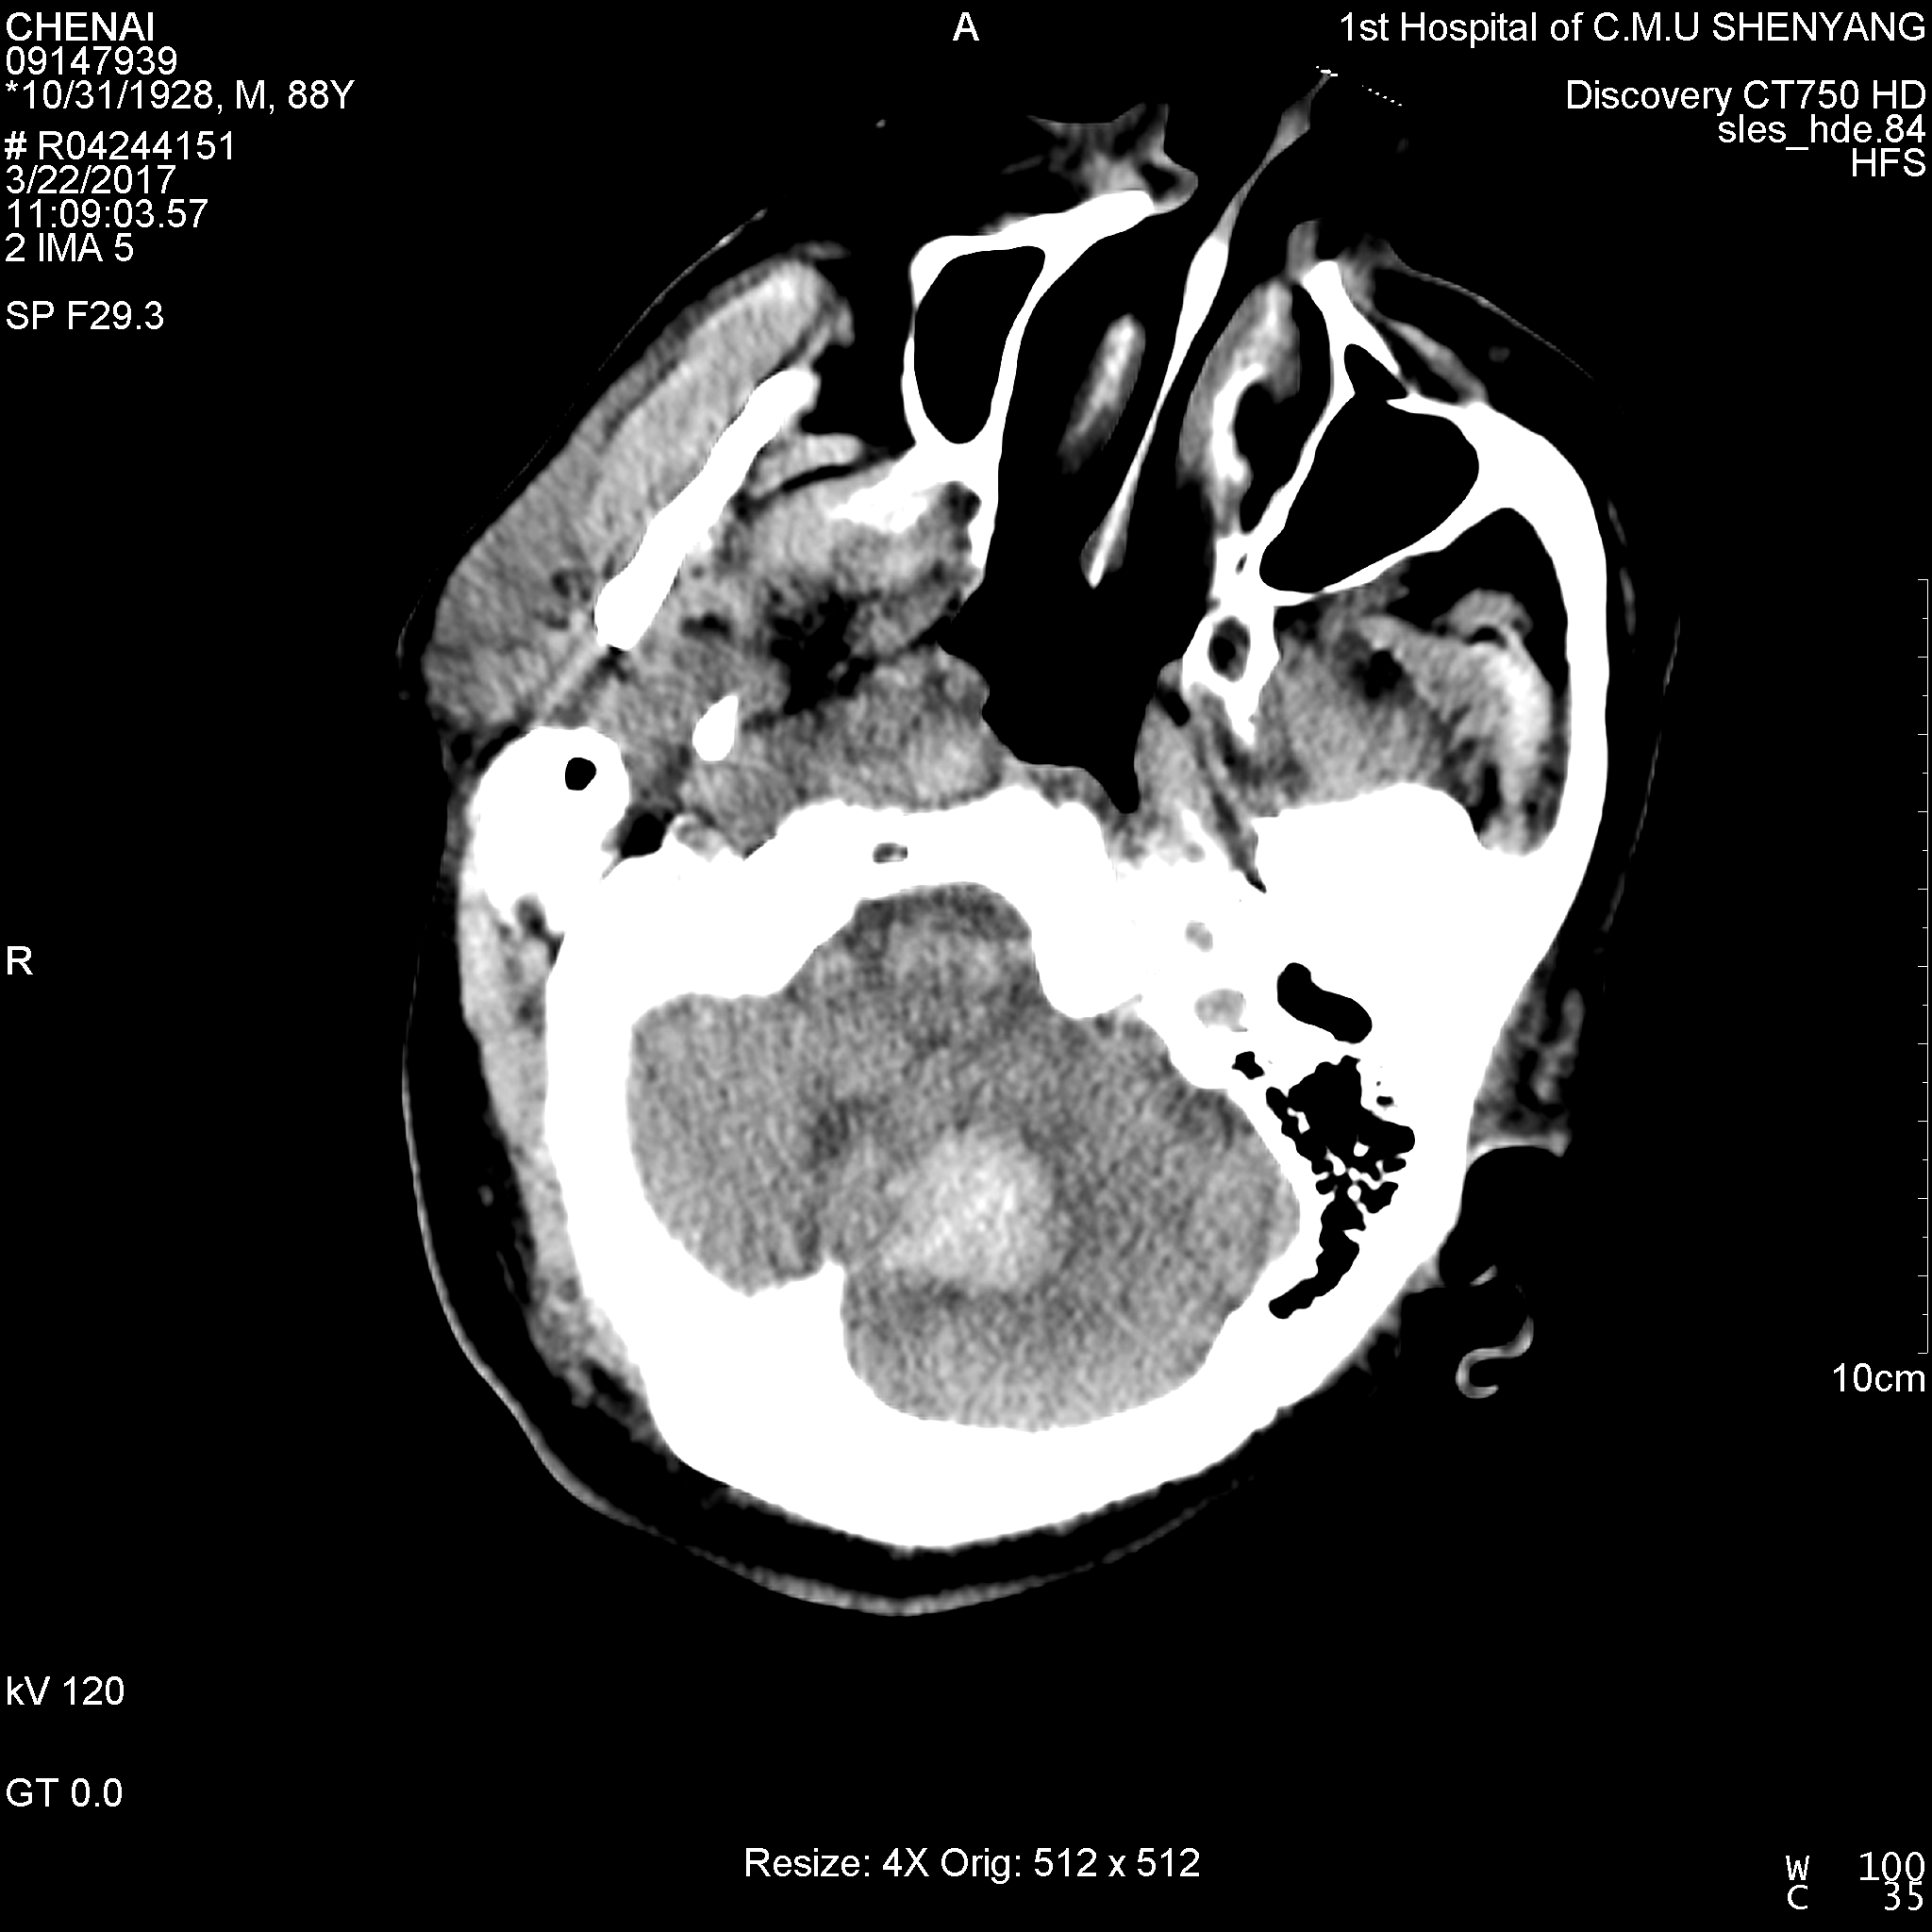 CHENAI
09147939
*10/31/1928, M, 88Y
# R04244151
3/22/2017
11:09:03.57
2 IMA 5
SP F29.3
A
1st Hospital of C.M.U SHENYANG
Discovery CT750 HD
sles_hde.84
HFS
R
10cm
kV 120
GT 0.0
Resize: 4X Orig: 512 x 512
W 100
C 35